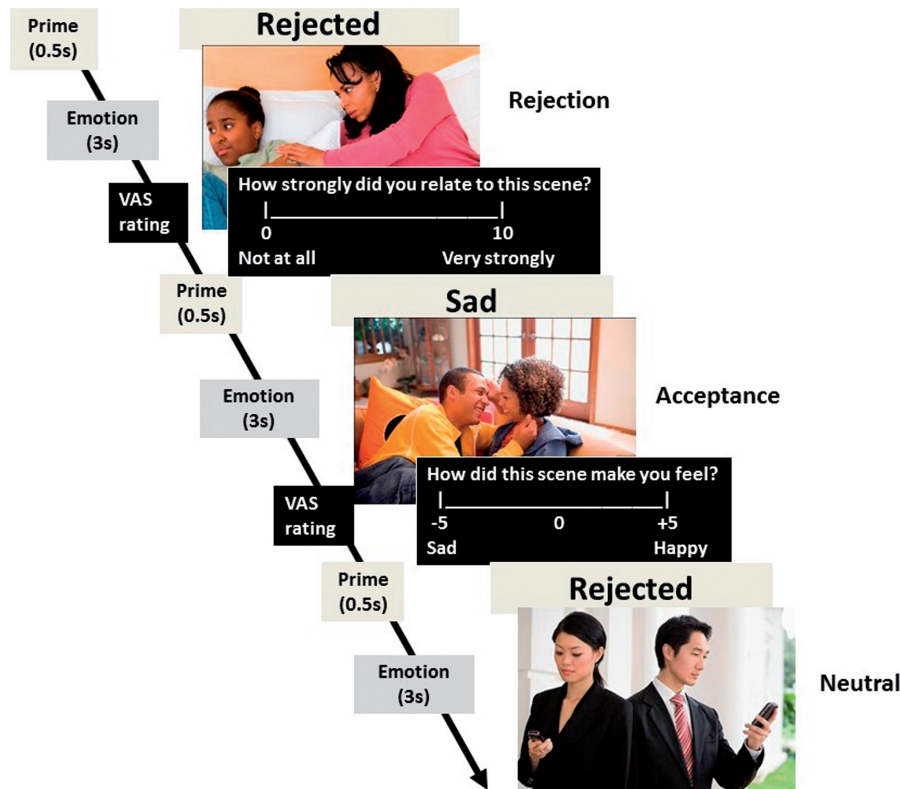 Prime
(0.5s)
Rejected
Emotion
(3s)
Rejection
VAS
rating
How strongly did you relate to this scene?
0
10
Not at all
Very strongly
Prime
(0.5s)
Sad
Emotion
(3s)
Acceptance
VAS
rating
How did this scene make you feel?
-5
0
+5
Sad
Happy
Prime
(0.5s)
Rejected
Emotion
(3s)
Neutral